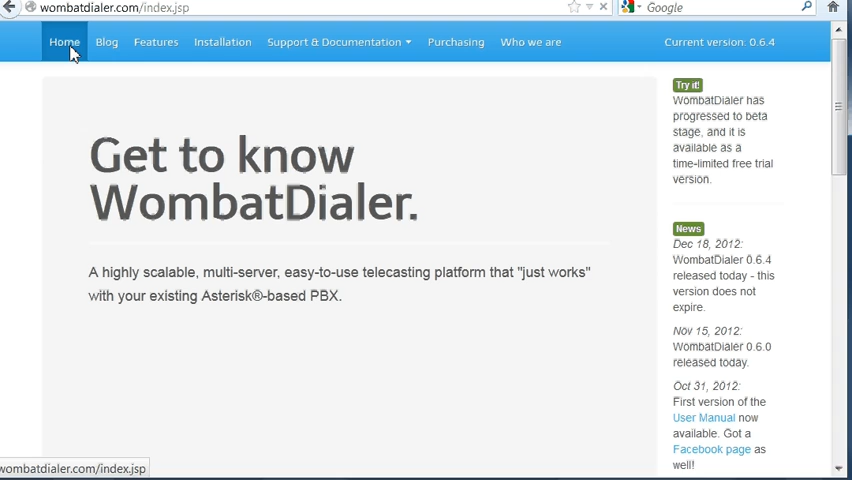 wombatdialer.com/index.jsp
Google
Home Blog Features Installation Support & Documentation Purchasing Who we are Current version: 0.6.4
Get to know
WombatDialer.
A highly scalable, multi-server, easy-to-use telecasting platform that "just works"
with your existing Asterisk®-based PBX.
Try it!
WombatDialer has
progressed to beta
stage, and it is
available as a
time-limited free trial
version.
News
Dec 18, 2012:
WombatDialer 0.6.4
released today - this
version does not
expire.
Nov 15, 2012:
WombatDialer 0.6.0
released today.
Oct 31, 2012:
First version of the
User Manual now
available. Got a
Facebook page as
well!
wombatdialer.com/index.jsp